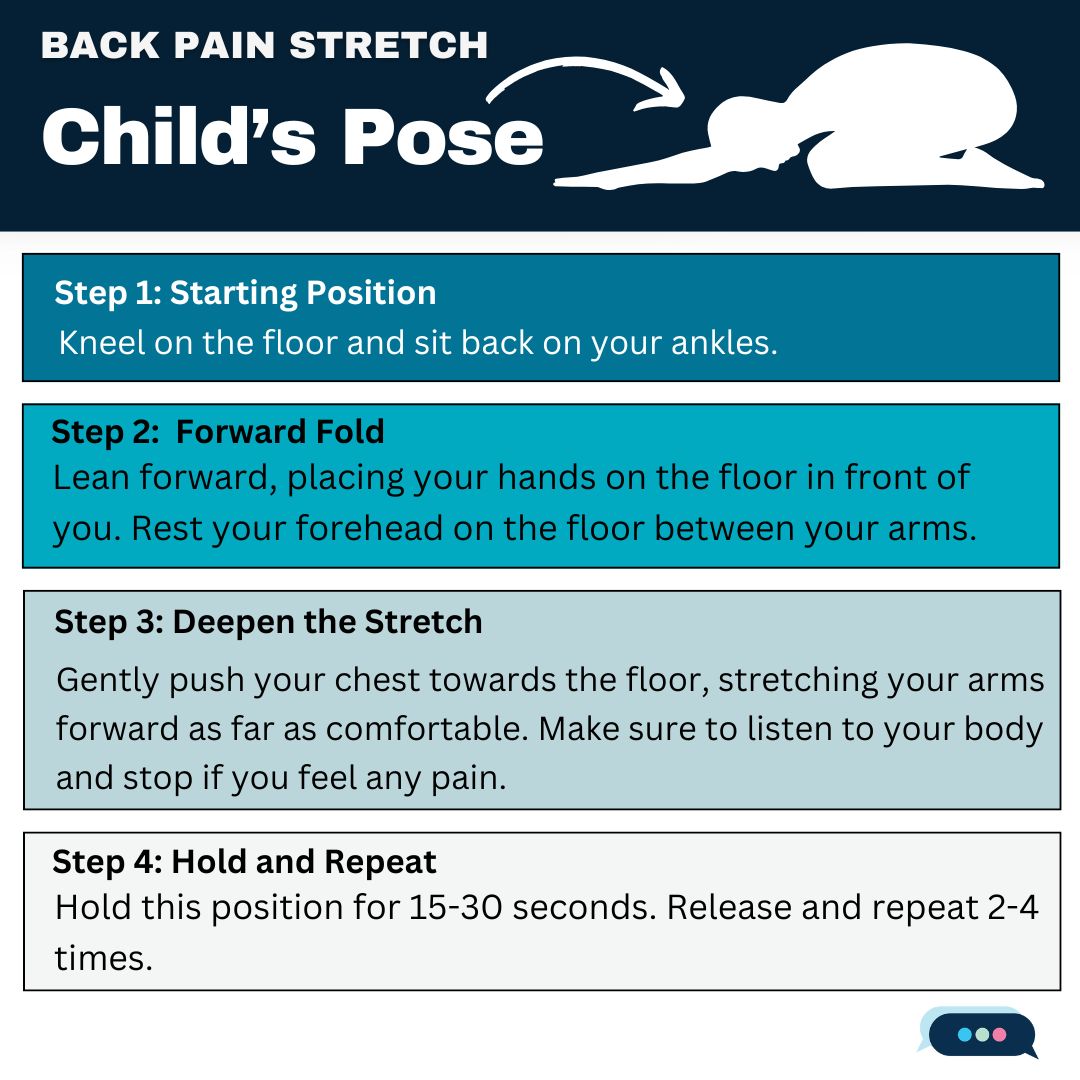 BACK PAIN STRETCH
Child’s Pose
Step 1: Starting Position
Kneel on the floor and sit back on your ankles.
Step 2:  Forward Fold
Lean forward, placing your hands on the floor in front of
you. Rest your forehead on the floor between your arms.
Step 3: Deepen the Stretch
Gently push your chest towards the floor, stretching your arms
forward as far as comfortable. Make sure to listen to your body
and stop if you feel any pain.
Step 4: Hold and Repeat
Hold this position for 15-30 seconds. Release and repeat 2-4
times.